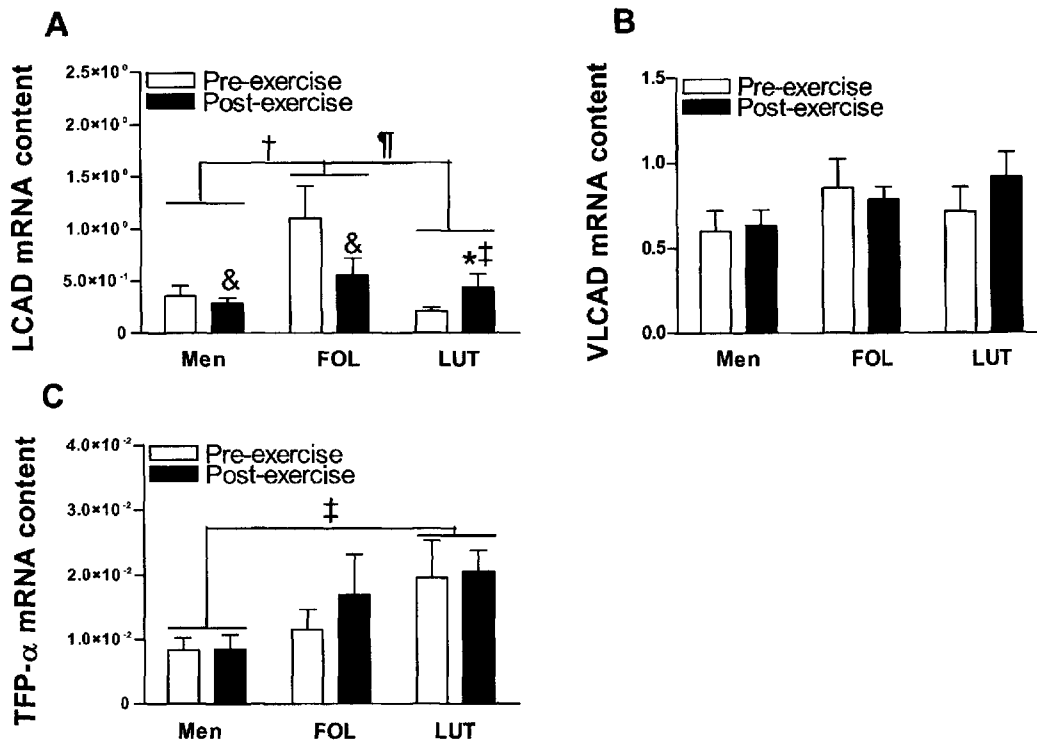 A
LCAD mRNA content
2.5×10⁰
2.0×10⁰
1.5×10⁰
1.0×10⁰
5.0×10⁻¹
0
Pre-exercise
Post-exercise
†
¶
&
&
*‡
Men FOL LUT
B
VLCAD mRNA content
1.5
1.0
0.5
0.0
Pre-exercise
Post-exercise
Men FOL LUT
C
TFP-α mRNA content
4.0×10⁻²
3.0×10⁻²
2.0×10⁻²
1.0×10⁻²
0
Pre-exercise
Post-exercise
‡
Men FOL LUT